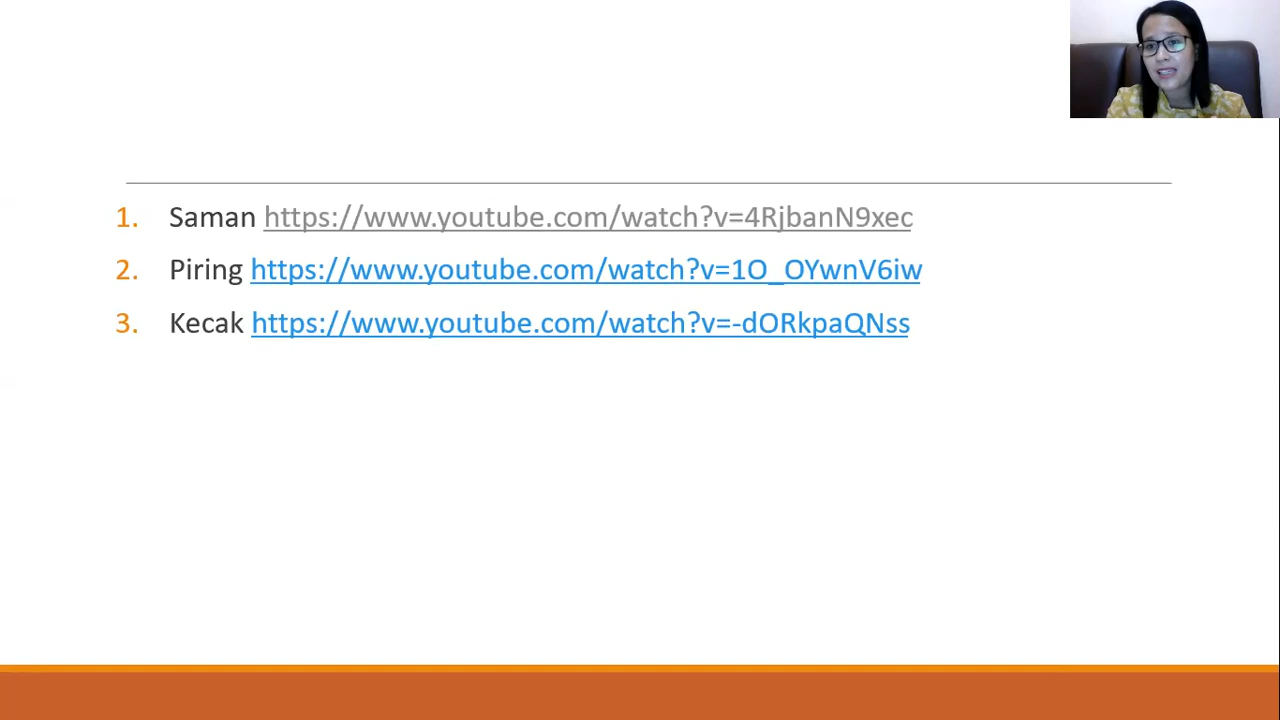 1. Saman https://www.youtube.com/watch?v=4RjbanN9xec
2. Piring https://www.youtube.com/watch?v=1O_OYwnV6iw
3. Kecak https://www.youtube.com/watch?v=-dORkpaQNss